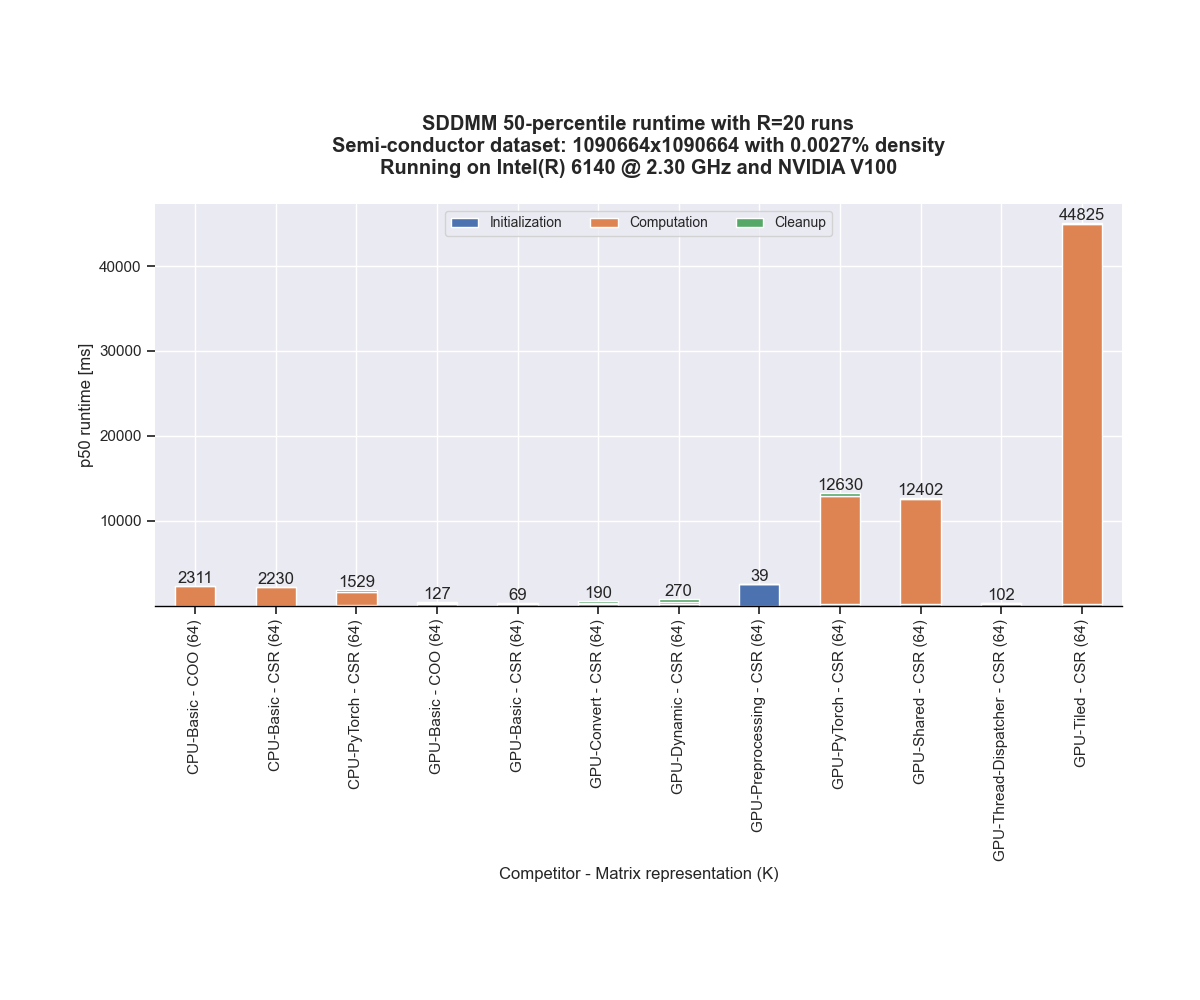 SDDMM 50-percentile runtime with R=20 runs
Semi-conductor dataset: 1090664x1090664 with 0.0027% density
Running on Intel(R) 6140 @ 2.30 GHz and NVIDIA V100
Initialization Computation Cleanup
p50 runtime [ms]
40000
30000
20000
10000
2311
2230
1529
127
69
190
270
39
12630
12402
102
44825
CPU-Basic - COO (64)
CPU-Basic - CSR (64)
CPU-PyTorch - CSR (64)
GPU-Basic - COO (64)
GPU-Basic - CSR (64)
GPU-Convert - CSR (64)
GPU-Dynamic - CSR (64)
GPU-Preprocessing - CSR (64)
GPU-PyTorch - CSR (64)
GPU-Shared - CSR (64)
GPU-Thread-Dispatcher - CSR (64)
GPU-Tiled - CSR (64)
Competitor - Matrix representation (K)